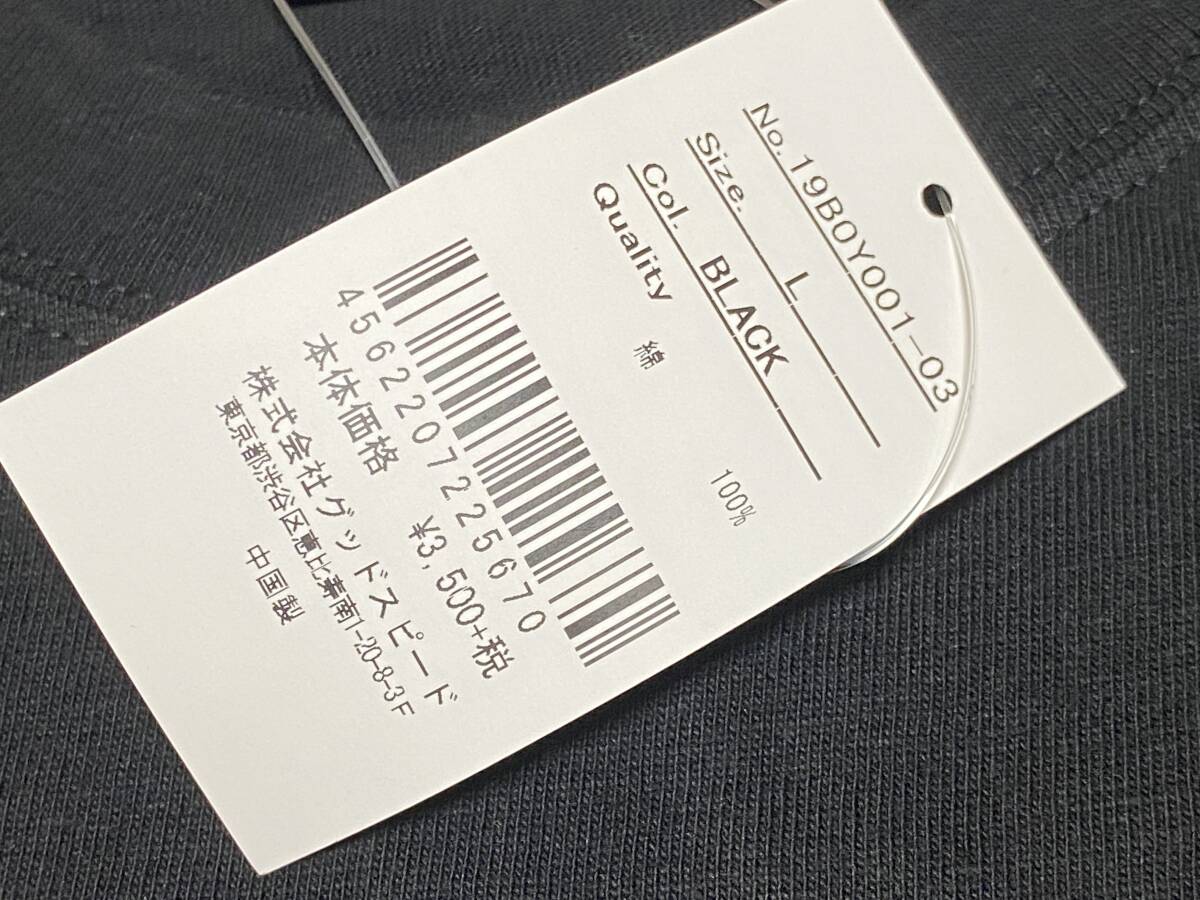 No. 19BOY001-03
Size. L
Col. BLACK
Quality
綿 100%
4562207225670
本体価格 ¥3,500+税
株式会社グッドスピード
東京都渋谷区恵比寿南1-20-8-3F
中国製